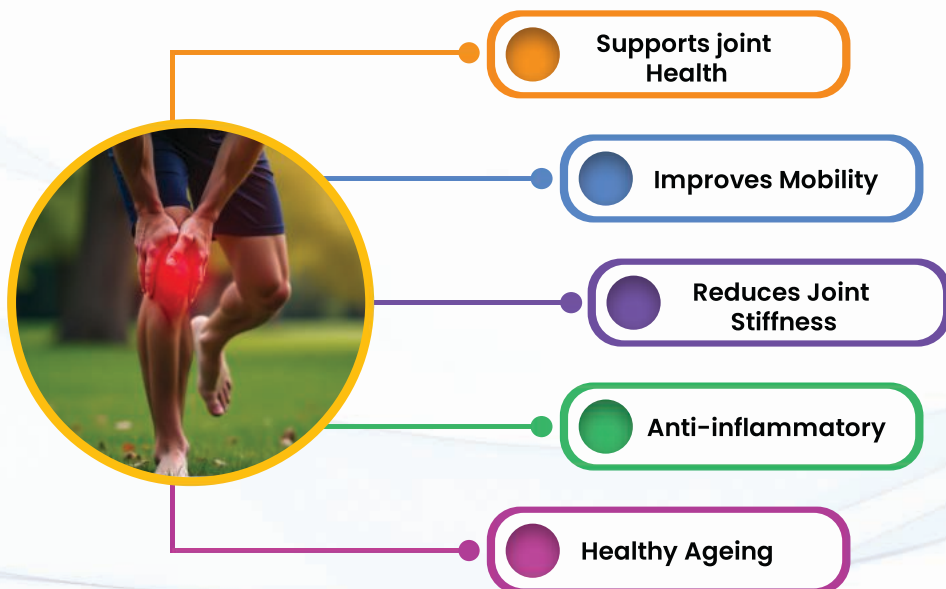 Supports joint
Health
Improves Mobility
Reduces Joint
Stiffness
Anti-inflammatory
Healthy Ageing